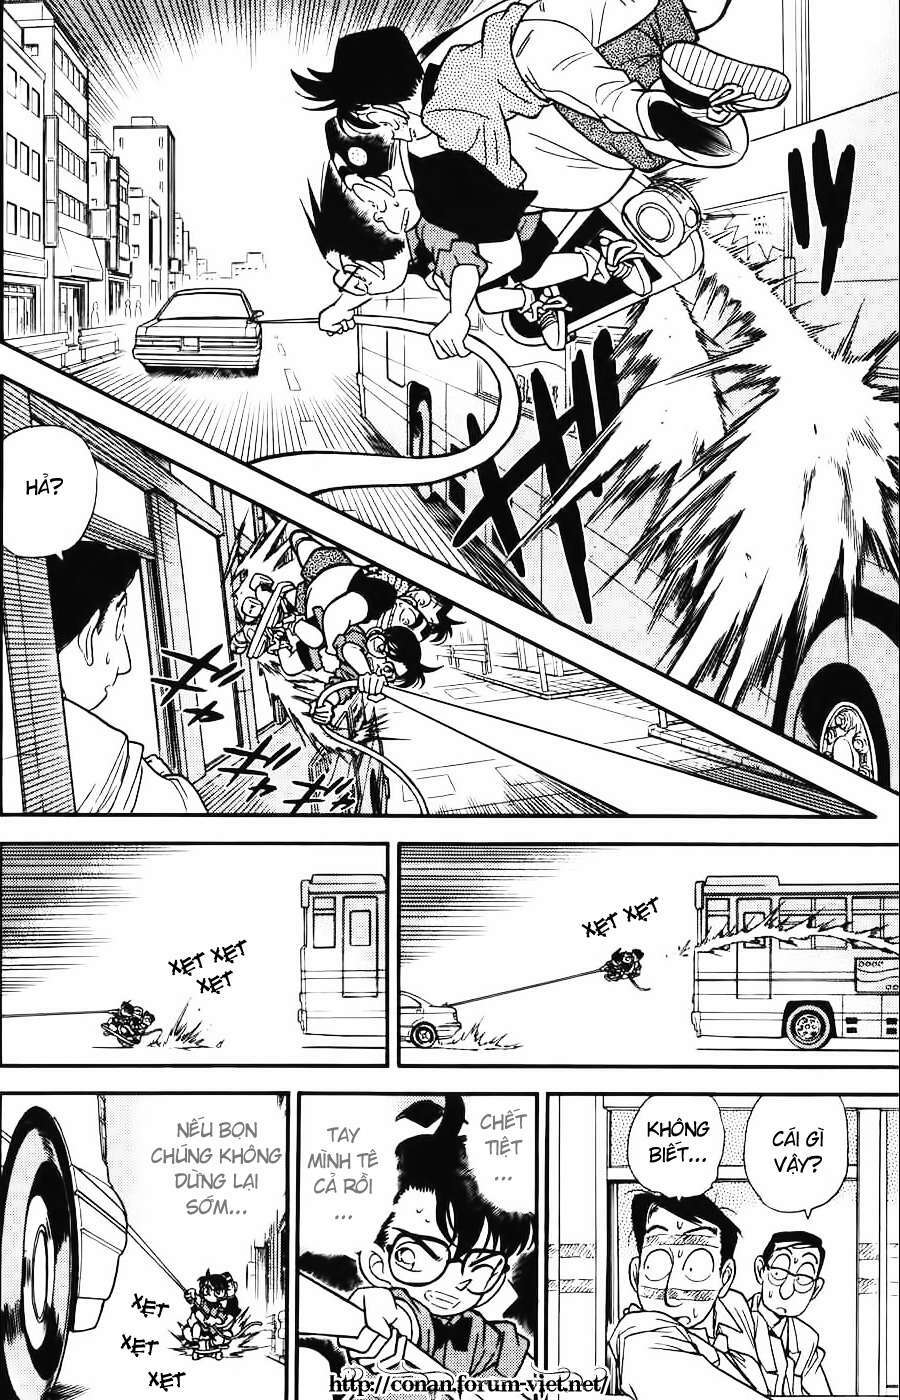 HẢ?
XẸT XẸT
XẸT XẸT
XẸT
CÁI GÌ
VẬY?
KHÔNG
BIẾT...
CHẾT
TIỆT
...
TAY
MÌNH TÊ
CẢ RỒI
...
NẾU BỌN
CHÚNG KHÔNG
DỪNG LẠI
SỚM...
XẸT
XẸT
XẸT
http://conan.forum-viet.net/